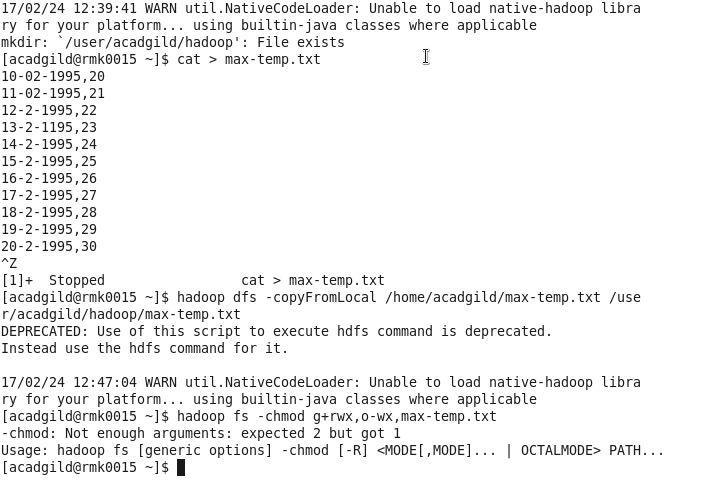 17/02/24 12:39:41 WARN util.NativeCodeLoader: Unable to load native-hadoop libra
ry for your platform... using builtin-java classes where applicable
mkdir: `/user/acadgild/hadoop': File exists
[acadgild@rmk0015 ~]$ cat > max-temp.txt
10-02-1995,20
11-02-1995,21
12-2-1995,22
13-2-1195,23
14-2-1995,24
15-2-1995,25
16-2-1995,26
17-2-1995,27
18-2-1995,28
19-2-1995,29
20-2-1995,30
^Z
[1]+  Stopped                 cat > max-temp.txt
[acadgild@rmk0015 ~]$ hadoop dfs -copyFromLocal /home/acadgild/max-temp.txt /use
r/acadgild/hadoop/max-temp.txt
DEPRECATED: Use of this script to execute hdfs command is deprecated.
Instead use the hdfs command for it.

17/02/24 12:47:04 WARN util.NativeCodeLoader: Unable to load native-hadoop libra
ry for your platform... using builtin-java classes where applicable
[acadgild@rmk0015 ~]$ hadoop fs -chmod g+rwx,o-wx,max-temp.txt
-chmod: Not enough arguments: expected 2 but got 1
Usage: hadoop fs [generic options] -chmod [-R] <MODE[,MODE]... | OCTALMODE> PATH...
[acadgild@rmk0015 ~]$